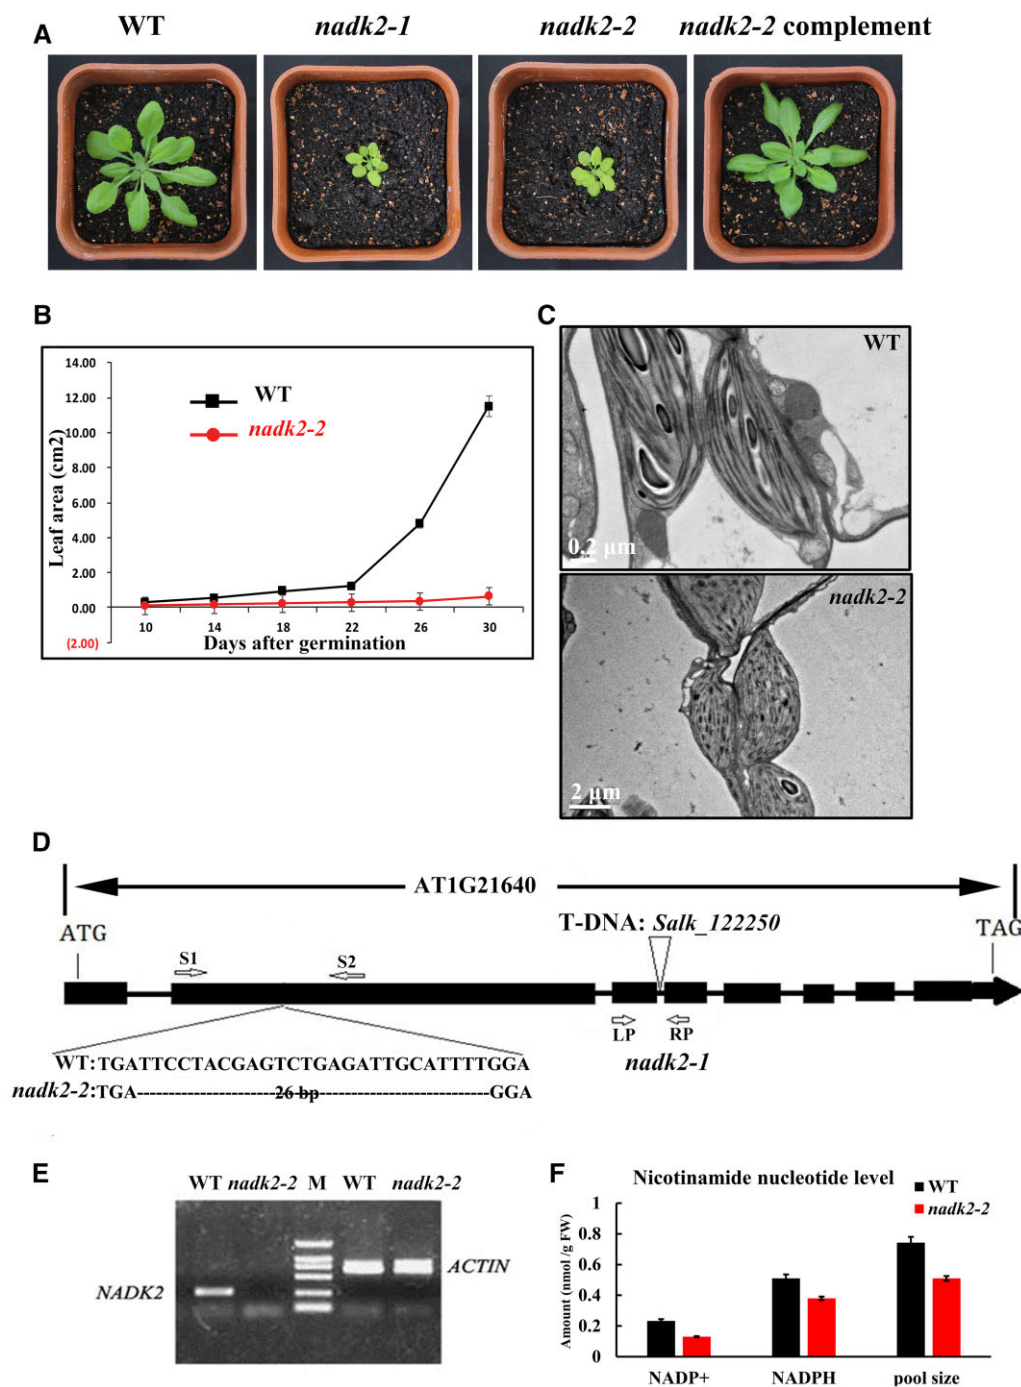 A
WT
nadk2-1
nadk2-2
nadk2-2 complement
B
14.00
12.00
10.00
8.00
6.00
4.00
2.00
0.00
(2.00)
Leaf area (cm2)
WT
nadk2-2
10 14 18 22 26 30
Days after germination
C
WT
0.2 µm
nadk2-2
2 µm
D
AT1G21640
ATG
TAG
T-DNA: Salk_122250
S1
S2
LP
RP
nadk2-1
WT:TGATTCCTACGAGTCTGAGATTGCATTTTGGA
nadk2-2:TGA-----------------26 bp--------------------GGA
E
WT nadk2-2 M WT nadk2-2
NADK2
ACTIN
F
Nicotinamide nucleotide level
WT
nadk2-2
Amount (nmol /g FW)
1
0.8
0.6
0.4
0.2
0
NADP+ NADPH pool size